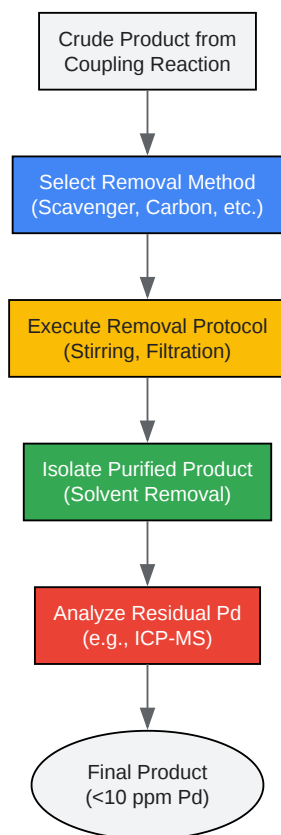 Crude Product from
Coupling Reaction
Select Removal Method
(Scavenger, Carbon, etc.)
Execute Removal Protocol
(Stirring, Filtration)
Isolate Purified Product
(Solvent Removal)
Analyze Residual Pd
(e.g., ICP-MS)
Final Product
(<10 ppm Pd)